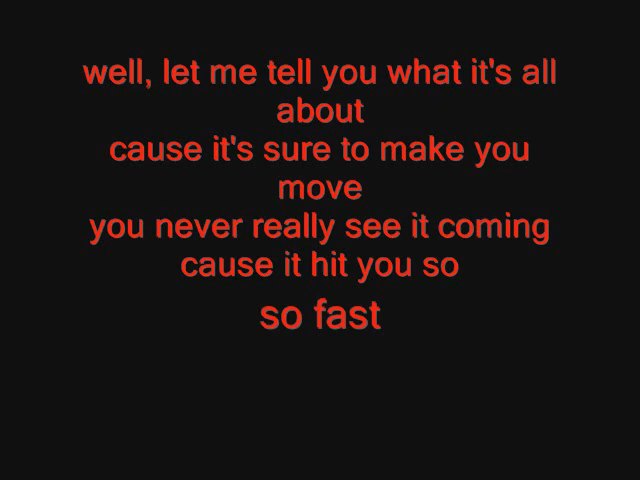 well, let me tell you what it's all
about
cause it's sure to make you
move
you never really see it coming
cause it hit you so
so fast